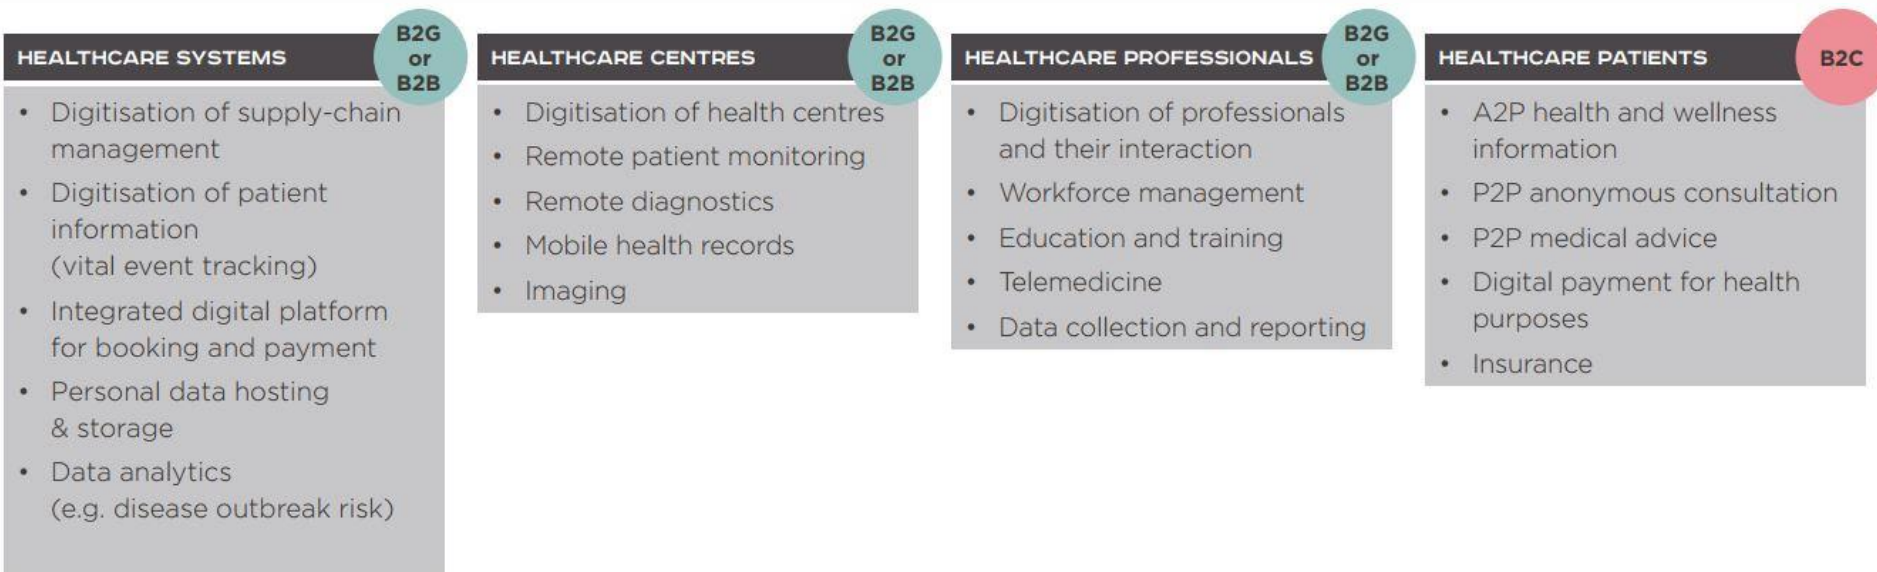 HEALTHCARE SYSTEMS
B2G
or
B2B
• Digitisation of supply-chain
management
• Digitisation of patient
information
(vital event tracking)
• Integrated digital platform
for booking and payment
• Personal data hosting
& storage
• Data analytics
(e.g. disease outbreak risk)
HEALTHCARE CENTRES
B2G
or
B2B
• Digitisation of health centres
• Remote patient monitoring
• Remote diagnostics
• Mobile health records
• Imaging
HEALTHCARE PROFESSIONALS
B2G
or
B2B
• Digitisation of professionals
and their interaction
• Workforce management
• Education and training
• Telemedicine
• Data collection and reporting
HEALTHCARE PATIENTS
B2C
• A2P health and wellness
information
• P2P anonymous consultation
• P2P medical advice
• Digital payment for health
purposes
• Insurance